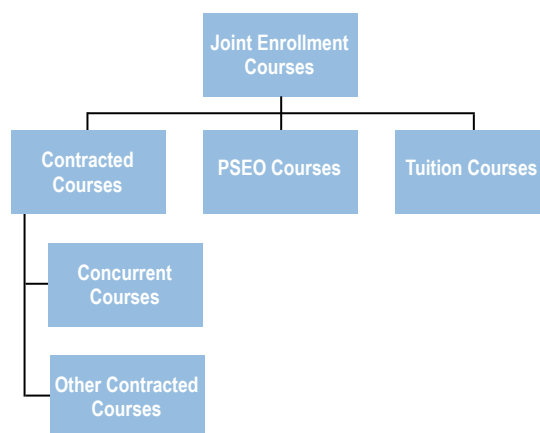 Joint Enrollment
Courses
Contracted
Courses
PSEO Courses
Tuition Courses
Concurrent
Courses
Other Contracted
Courses